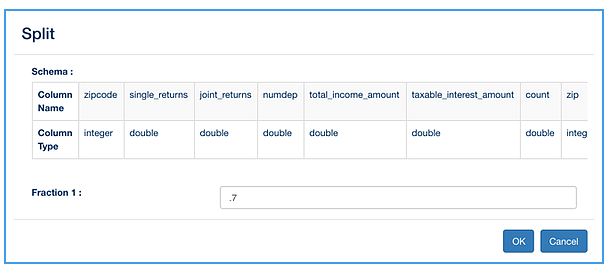 Split
Schema :
Column Name zipcode single_returns joint_returns numdep total_income_amount taxable_interest_amount count zip
Column Type integer double double double double double double integ
Fraction 1 : .7
OK Cancel